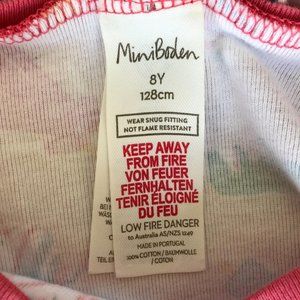 MiniBoden
8Y
128cm
WEAR SNUG FITTING
NOT FLAME RESISTANT
KEEP AWAY
FROM FIRE
VON FEUER
FERNHALTEN
TENIR ÉLOIGNÉ
DU FEU
LOW FIRE DANGER
to Australia AS/NZS 1249
MADE IN PORTUGAL
100% COTTON / BAUMWOLLE
/ COTON